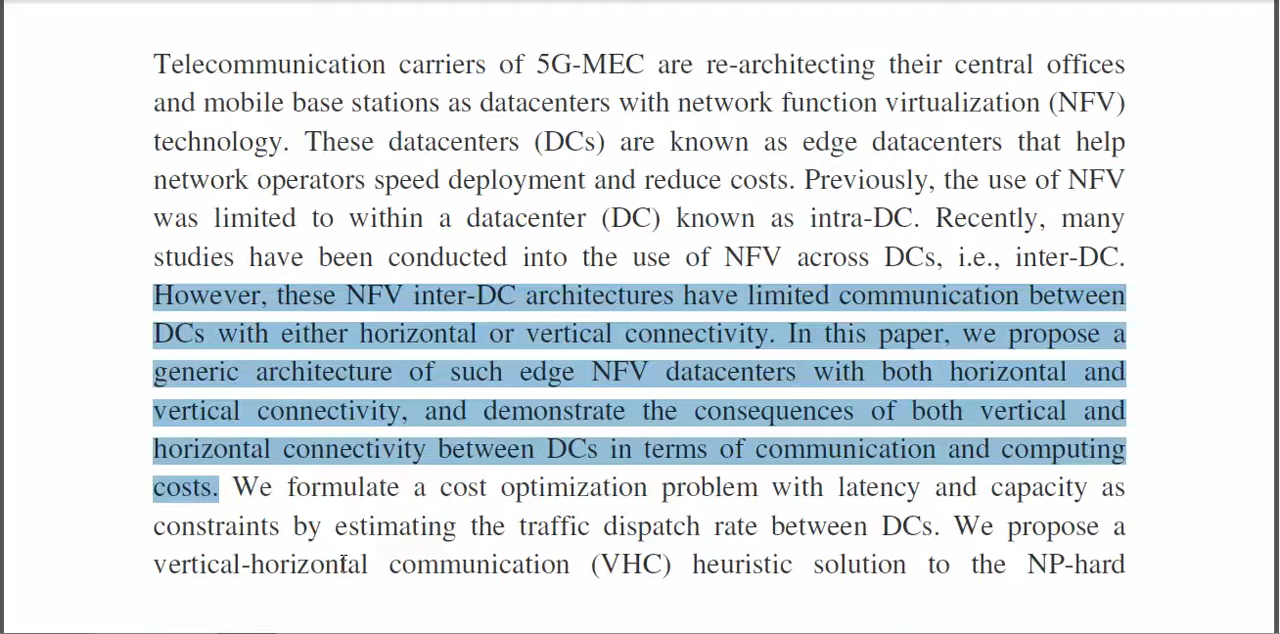 Telecommunication carriers of 5G-MEC are re-architecting their central offices
and mobile base stations as datacenters with network function virtualization (NFV)
technology. These datacenters (DCs) are known as edge datacenters that help
network operators speed deployment and reduce costs. Previously, the use of NFV
was limited to within a datacenter (DC) known as intra-DC. Recently, many
studies have been conducted into the use of NFV across DCs, i.e., inter-DC.
However, these NFV inter-DC architectures have limited communication between
DCs with either horizontal or vertical connectivity. In this paper, we propose a
generic architecture of such edge NFV datacenters with both horizontal and
vertical connectivity, and demonstrate the consequences of both vertical and
horizontal connectivity between DCs in terms of communication and computing
costs. We formulate a cost optimization problem with latency and capacity as
constraints by estimating the traffic dispatch rate between DCs. We propose a
vertical-horizontal communication (VHC) heuristic solution to the NP-hard